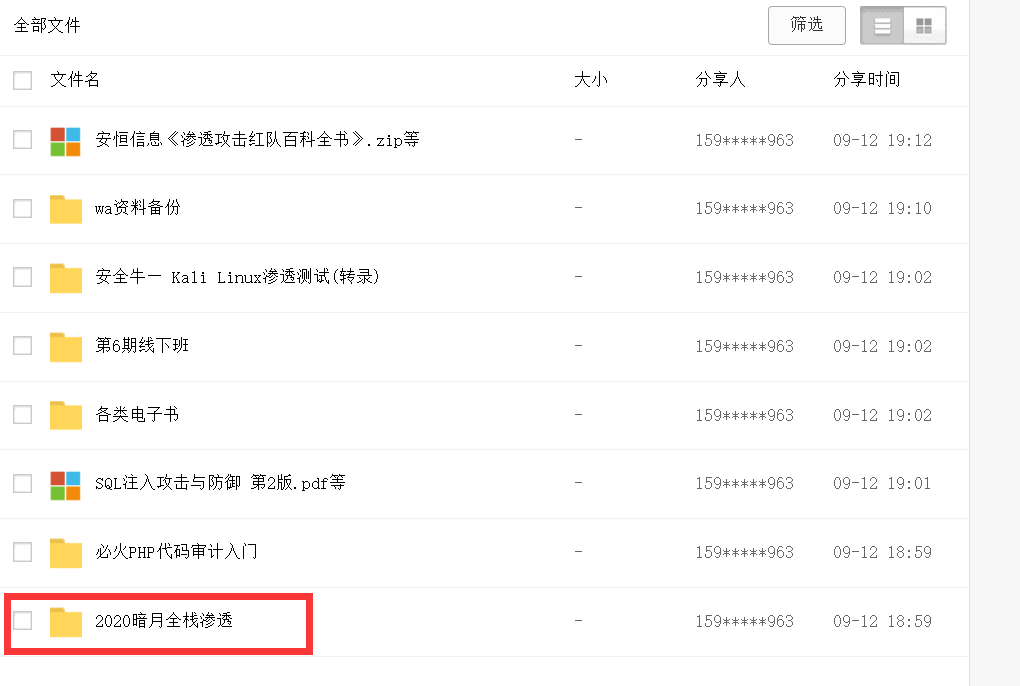 全部文件 筛选
文件名 大小 分享人 分享时间
安恒信息《渗透攻击红队百科全书》.zip等 - 159*****963 09-12 19:12
wa资料备份 - 159*****963 09-12 19:10
安全牛一 Kali Linux渗透测试(转录) - 159*****963 09-12 19:02
第6期线下班 - 159*****963 09-12 19:02
各类电子书 - 159*****963 09-12 19:02
SQL注入攻击与防御 第2版.pdf等 - 159*****963 09-12 19:01
必火PHP代码审计入门 - 159*****963 09-12 18:59
2020暗月全栈渗透 - 159*****963 09-12 18:59